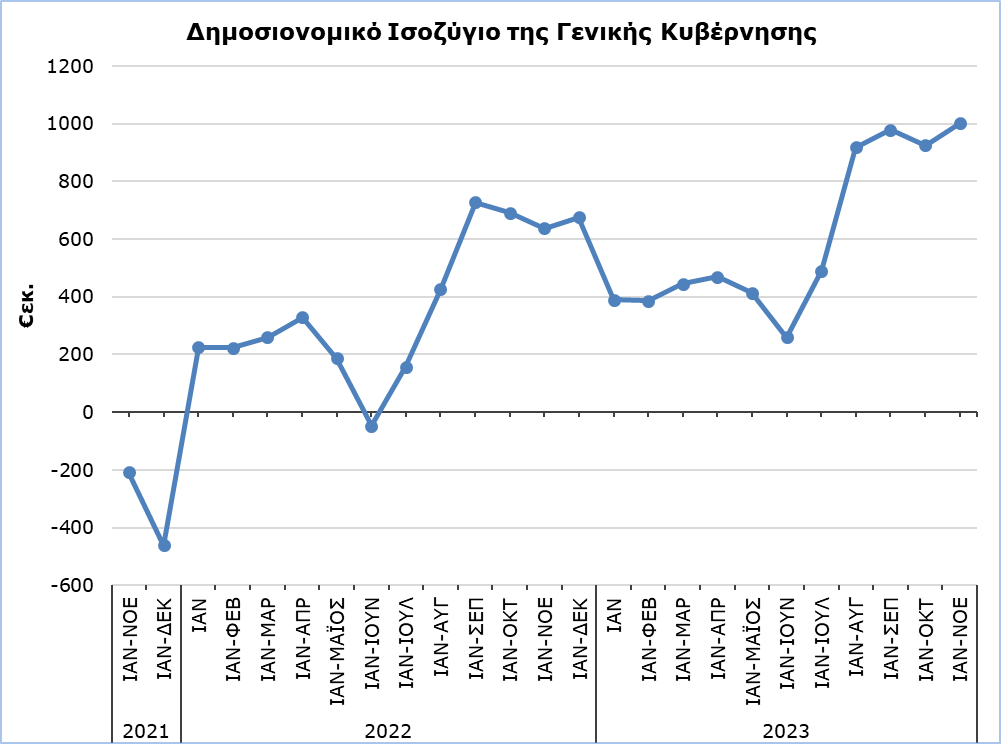 Δημοσιονομικό Ισοζύγιο της Γενικής Κυβέρνησης
€εκ.
1200
1000
800
600
400
200
0
-200
-400
-600
ΙΑΝ-ΝΟΕ
ΙΑΝ-ΔΕΚ
ΙΑΝ
ΙΑΝ-ΦΕΒ
ΙΑΝ-ΜΑΡ
ΙΑΝ-ΑΠΡ
ΙΑΝ-ΜΑΪΟΣ
ΙΑΝ-ΙΟΥΝ
ΙΑΝ-ΙΟΥΛ
ΙΑΝ-ΑΥΓ
ΙΑΝ-ΣΕΠ
ΙΑΝ-ΟΚΤ
ΙΑΝ-ΝΟΕ
ΙΑΝ-ΔΕΚ
ΙΑΝ
ΙΑΝ-ΦΕΒ
ΙΑΝ-ΜΑΡ
ΙΑΝ-ΑΠΡ
ΙΑΝ-ΜΑΪΟΣ
ΙΑΝ-ΙΟΥΝ
ΙΑΝ-ΙΟΥΛ
ΙΑΝ-ΑΥΓ
ΙΑΝ-ΣΕΠ
ΙΑΝ-ΟΚΤ
ΙΑΝ-ΝΟΕ
2021
2022
2023